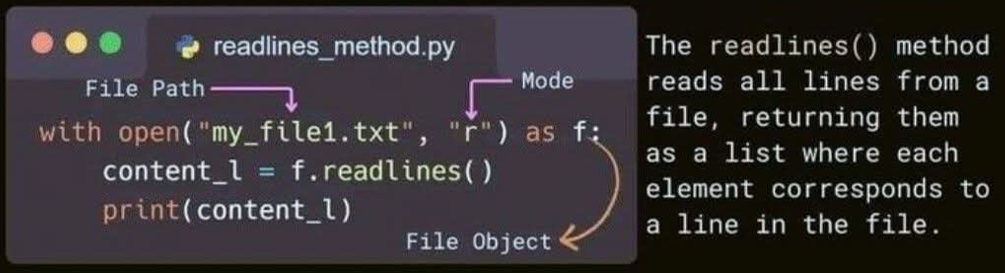 readlines_method.py
File Path
Mode
with open("my_file1.txt", "r") as f:
content_l = f.readlines()
print(content_l)
File Object
The readlines() method
reads all lines from a
file, returning them
as a list where each
element corresponds to
a line in the file.